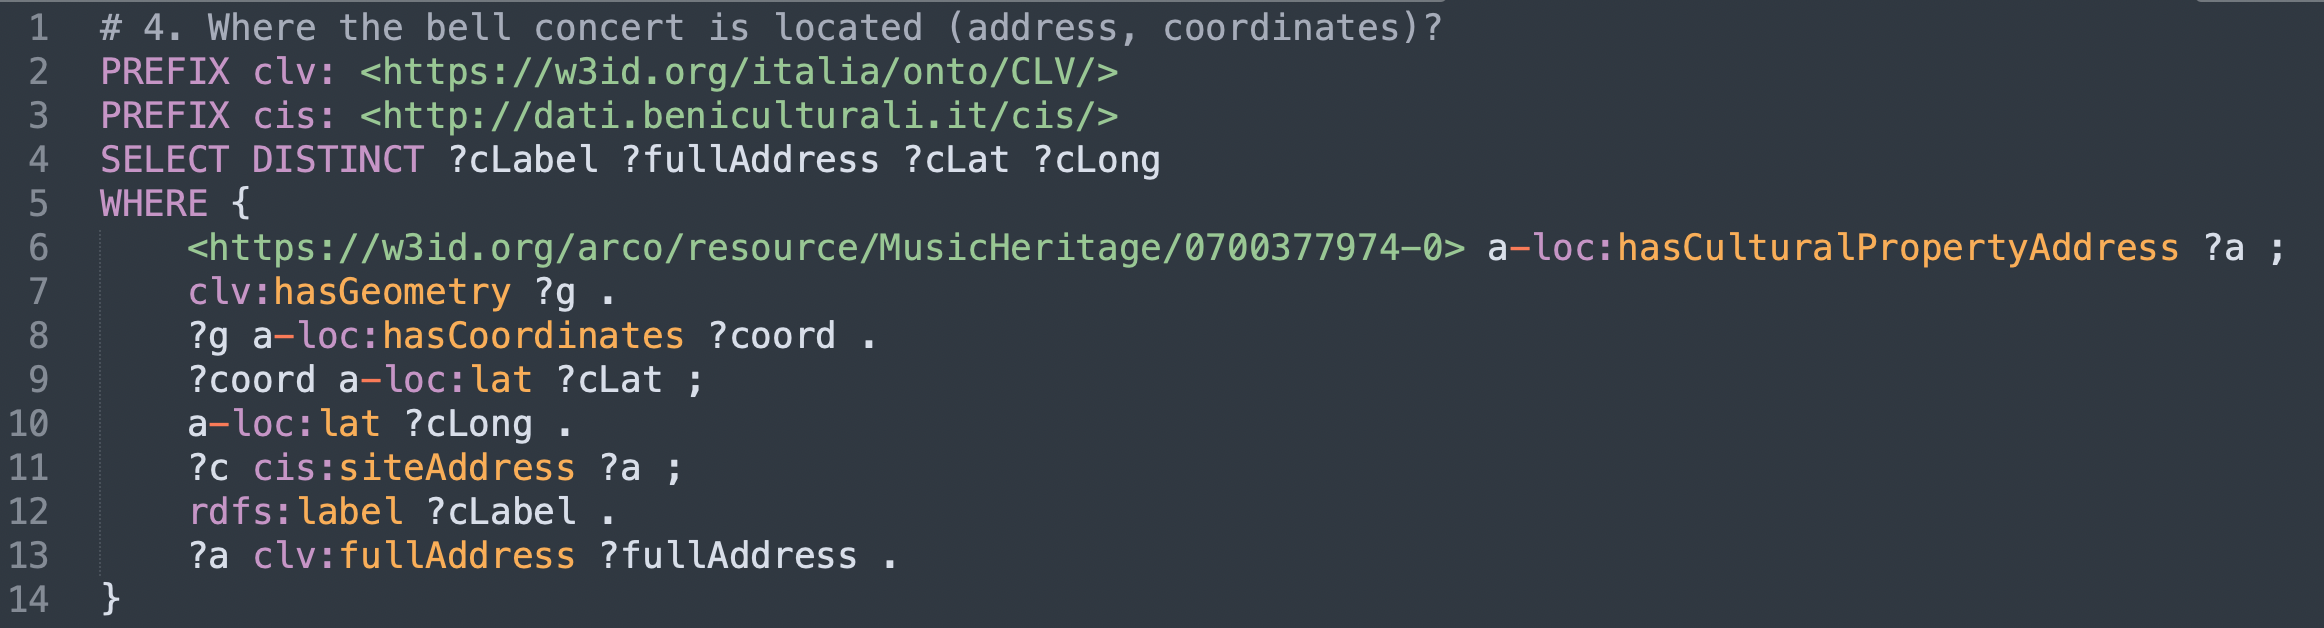 1 # 4. Where the bell concert is located (address, coordinates)?
2 PREFIX clv: <https://w3id.org/italia/onto/CLV/>
3 PREFIX cis: <http://dati.beniculturali.it/cis/>
4 SELECT DISTINCT ?cLabel ?fullAddress ?cLat ?cLong
5 WHERE {
6 <https://w3id.org/arco/resource/MusicHeritage/0700377974-0> a-loc:hasCulturalPropertyAddress ?a ;
7 clv:hasGeometry ?g .
8 ?g a-loc:hasCoordinates ?coord .
9 ?coord a-loc:lat ?cLat ;
10 a-loc:lat ?cLong .
11 ?c cis:siteAddress ?a ;
12 rdfs:label ?cLabel .
13 ?a clv:fullAddress ?fullAddress .
14 }